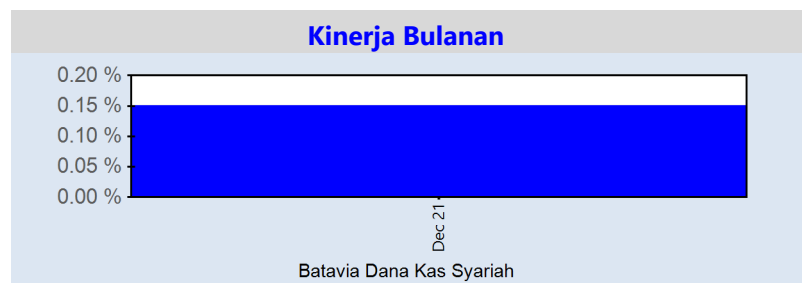 Kinerja Bulanan
0.20 %
0.15 %
0.10 %
0.05 %
0.00 %
Dec 21
Batavia Dana Kas Syariah